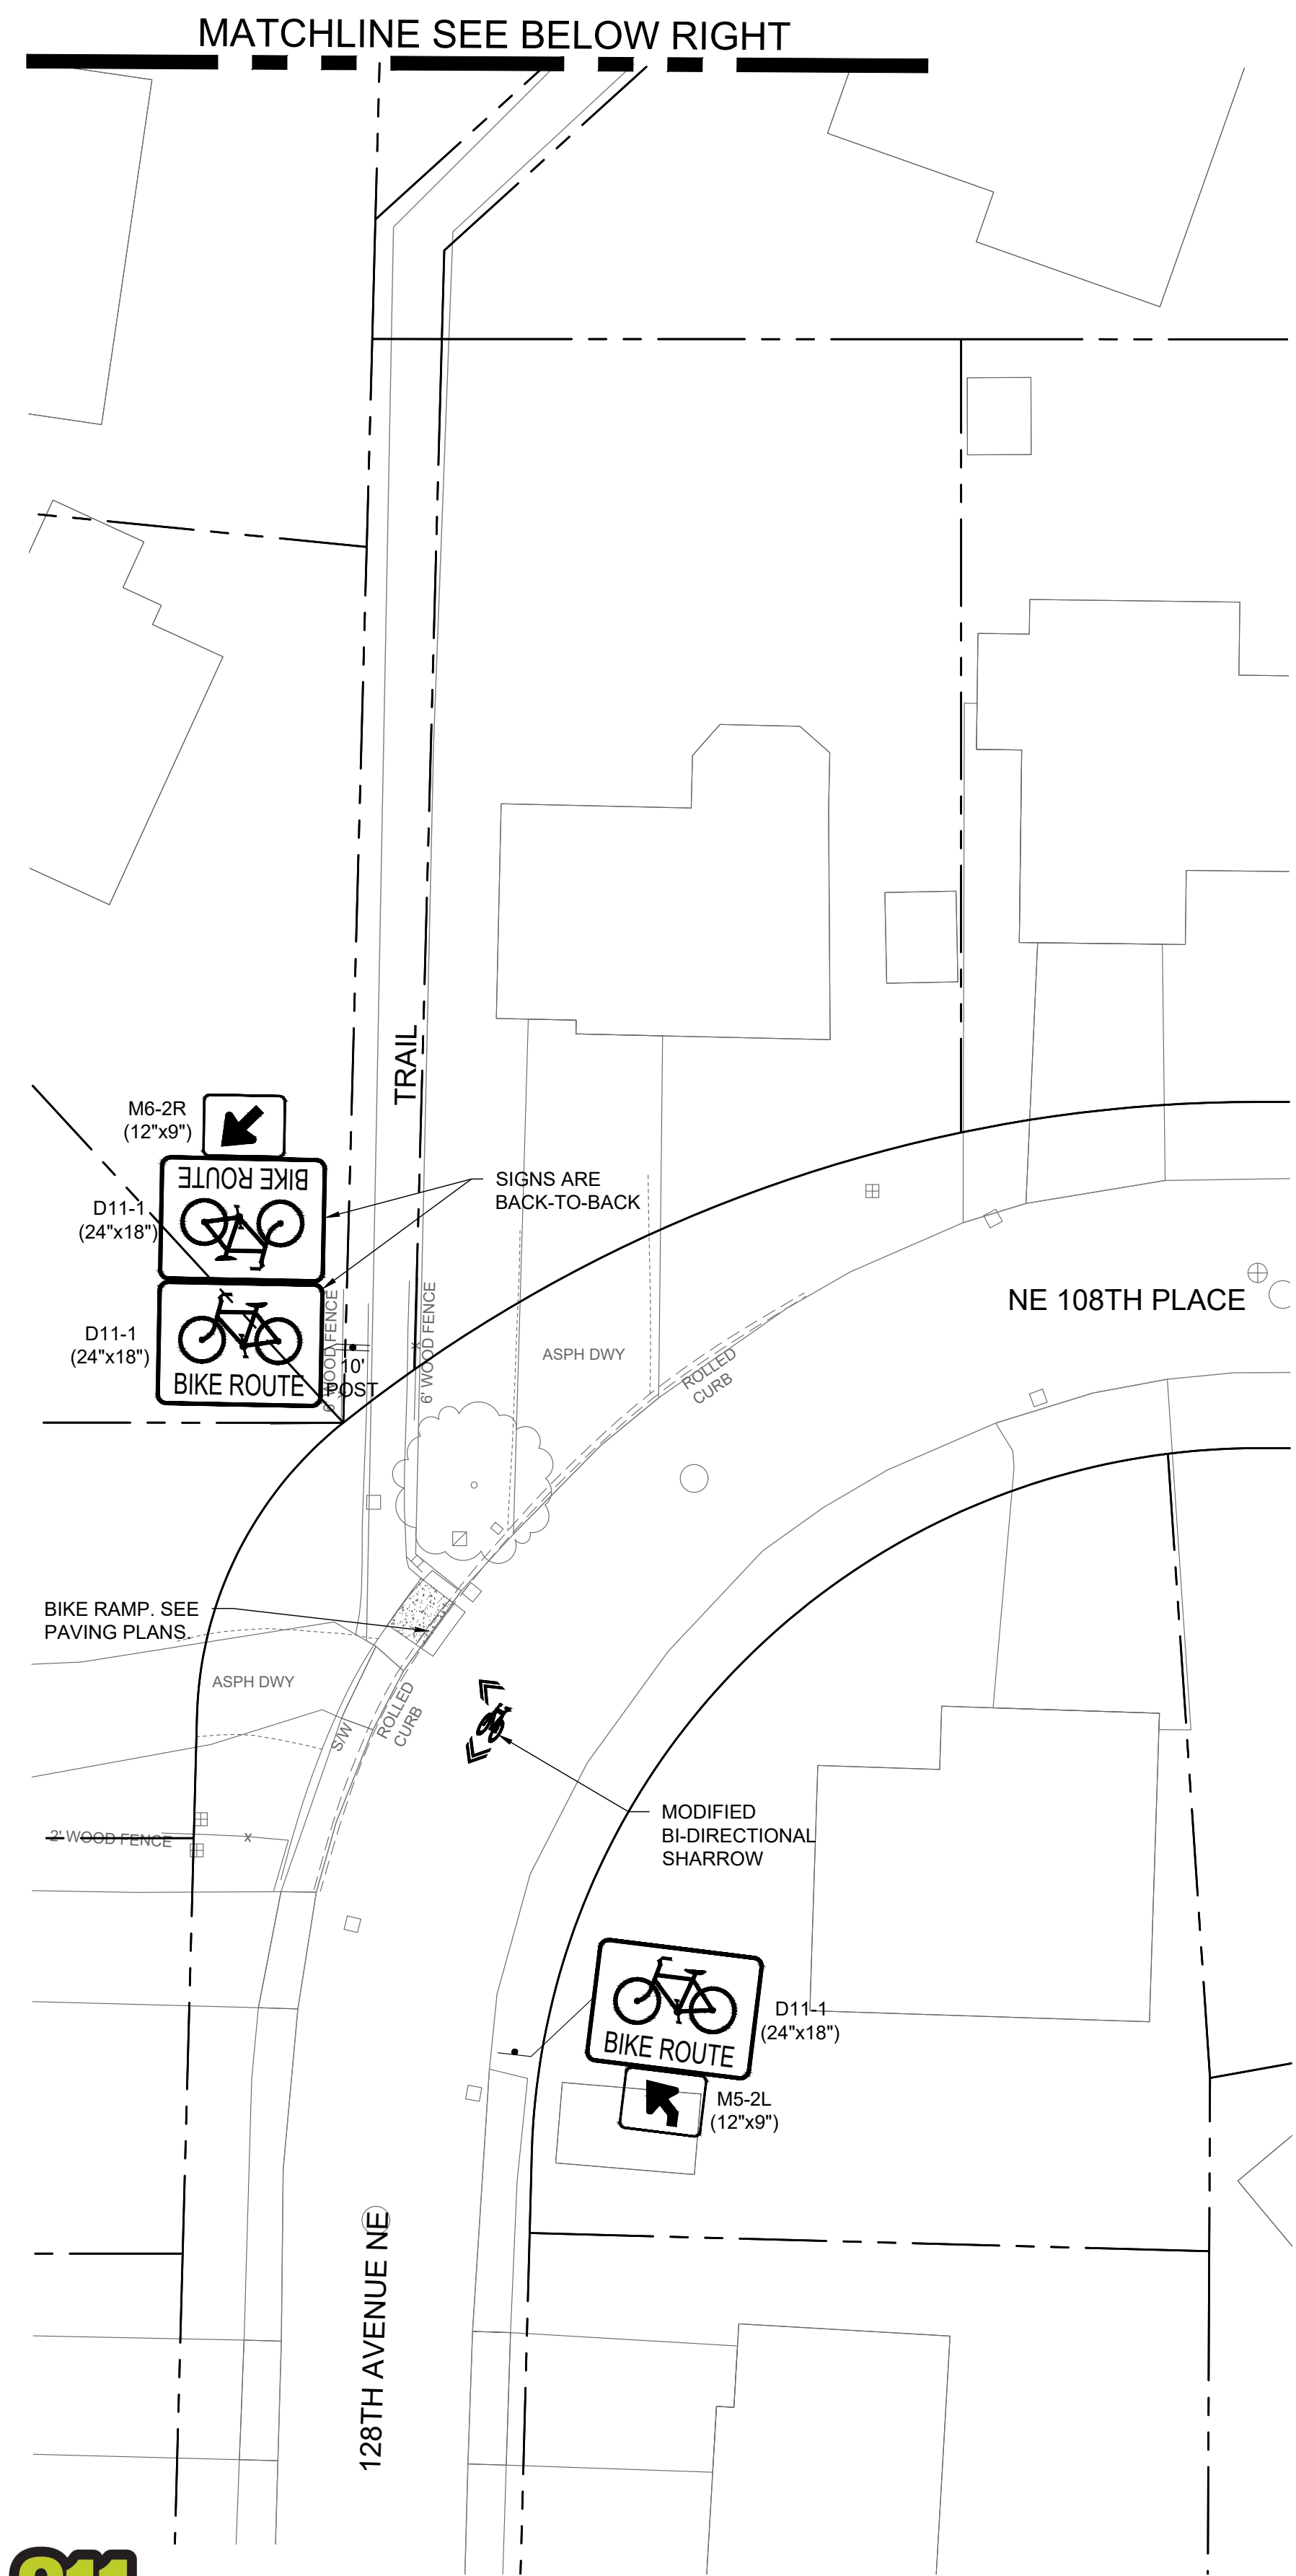 MATCHLINE SEE BELOW RIGHT
TRAIL
M6-2R
(12"x9")
BIKE ROUTE
D11-1
(24"x18")
SIGNS ARE
BACK-TO-BACK
D11-1
(24"x18")
BIKE ROUTE
6' WOOD FENCE
10'
POST
6' WOOD FENCE
ASPH DWY
ROLLED
CURB
NE 108TH PLACE
BIKE RAMP. SEE
PAVING PLANS.
ASPH DWY
S/W
ROLLED
CURB
2' WOOD FENCE
x
x
MODIFIED
BI-DIRECTIONAL
SHARROW
BIKE ROUTE
D11-1
(24"x18")
M5-2L
(12"x9")
128TH AVENUE NE